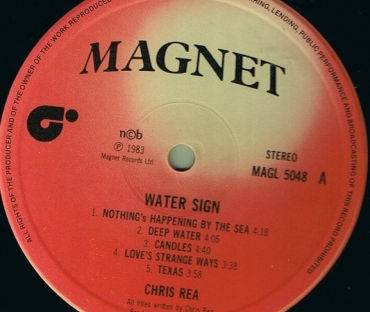 ALL RIGHTS OF THE PRODUCER AND OF THE OWNER OF THE WORK REPRODUCED
LENDING, PUBLIC PERFORMANCE AND BROADCASTING OF THIS RECORD PROHIBITED
MAGNET
n©b
℗ 1983
Magnet Records Ltd
STEREO
MAGL 5048 A
WATER SIGN
1. NOTHING's HAPPENING BY THE SEA 4.18
2. DEEP WATER 4:06
3. CANDLES 4:40
4. LOVE'S STRANGE WAYS 3:38
5. TEXAS 3:58
CHRIS REA
All titles written by Chris Rea